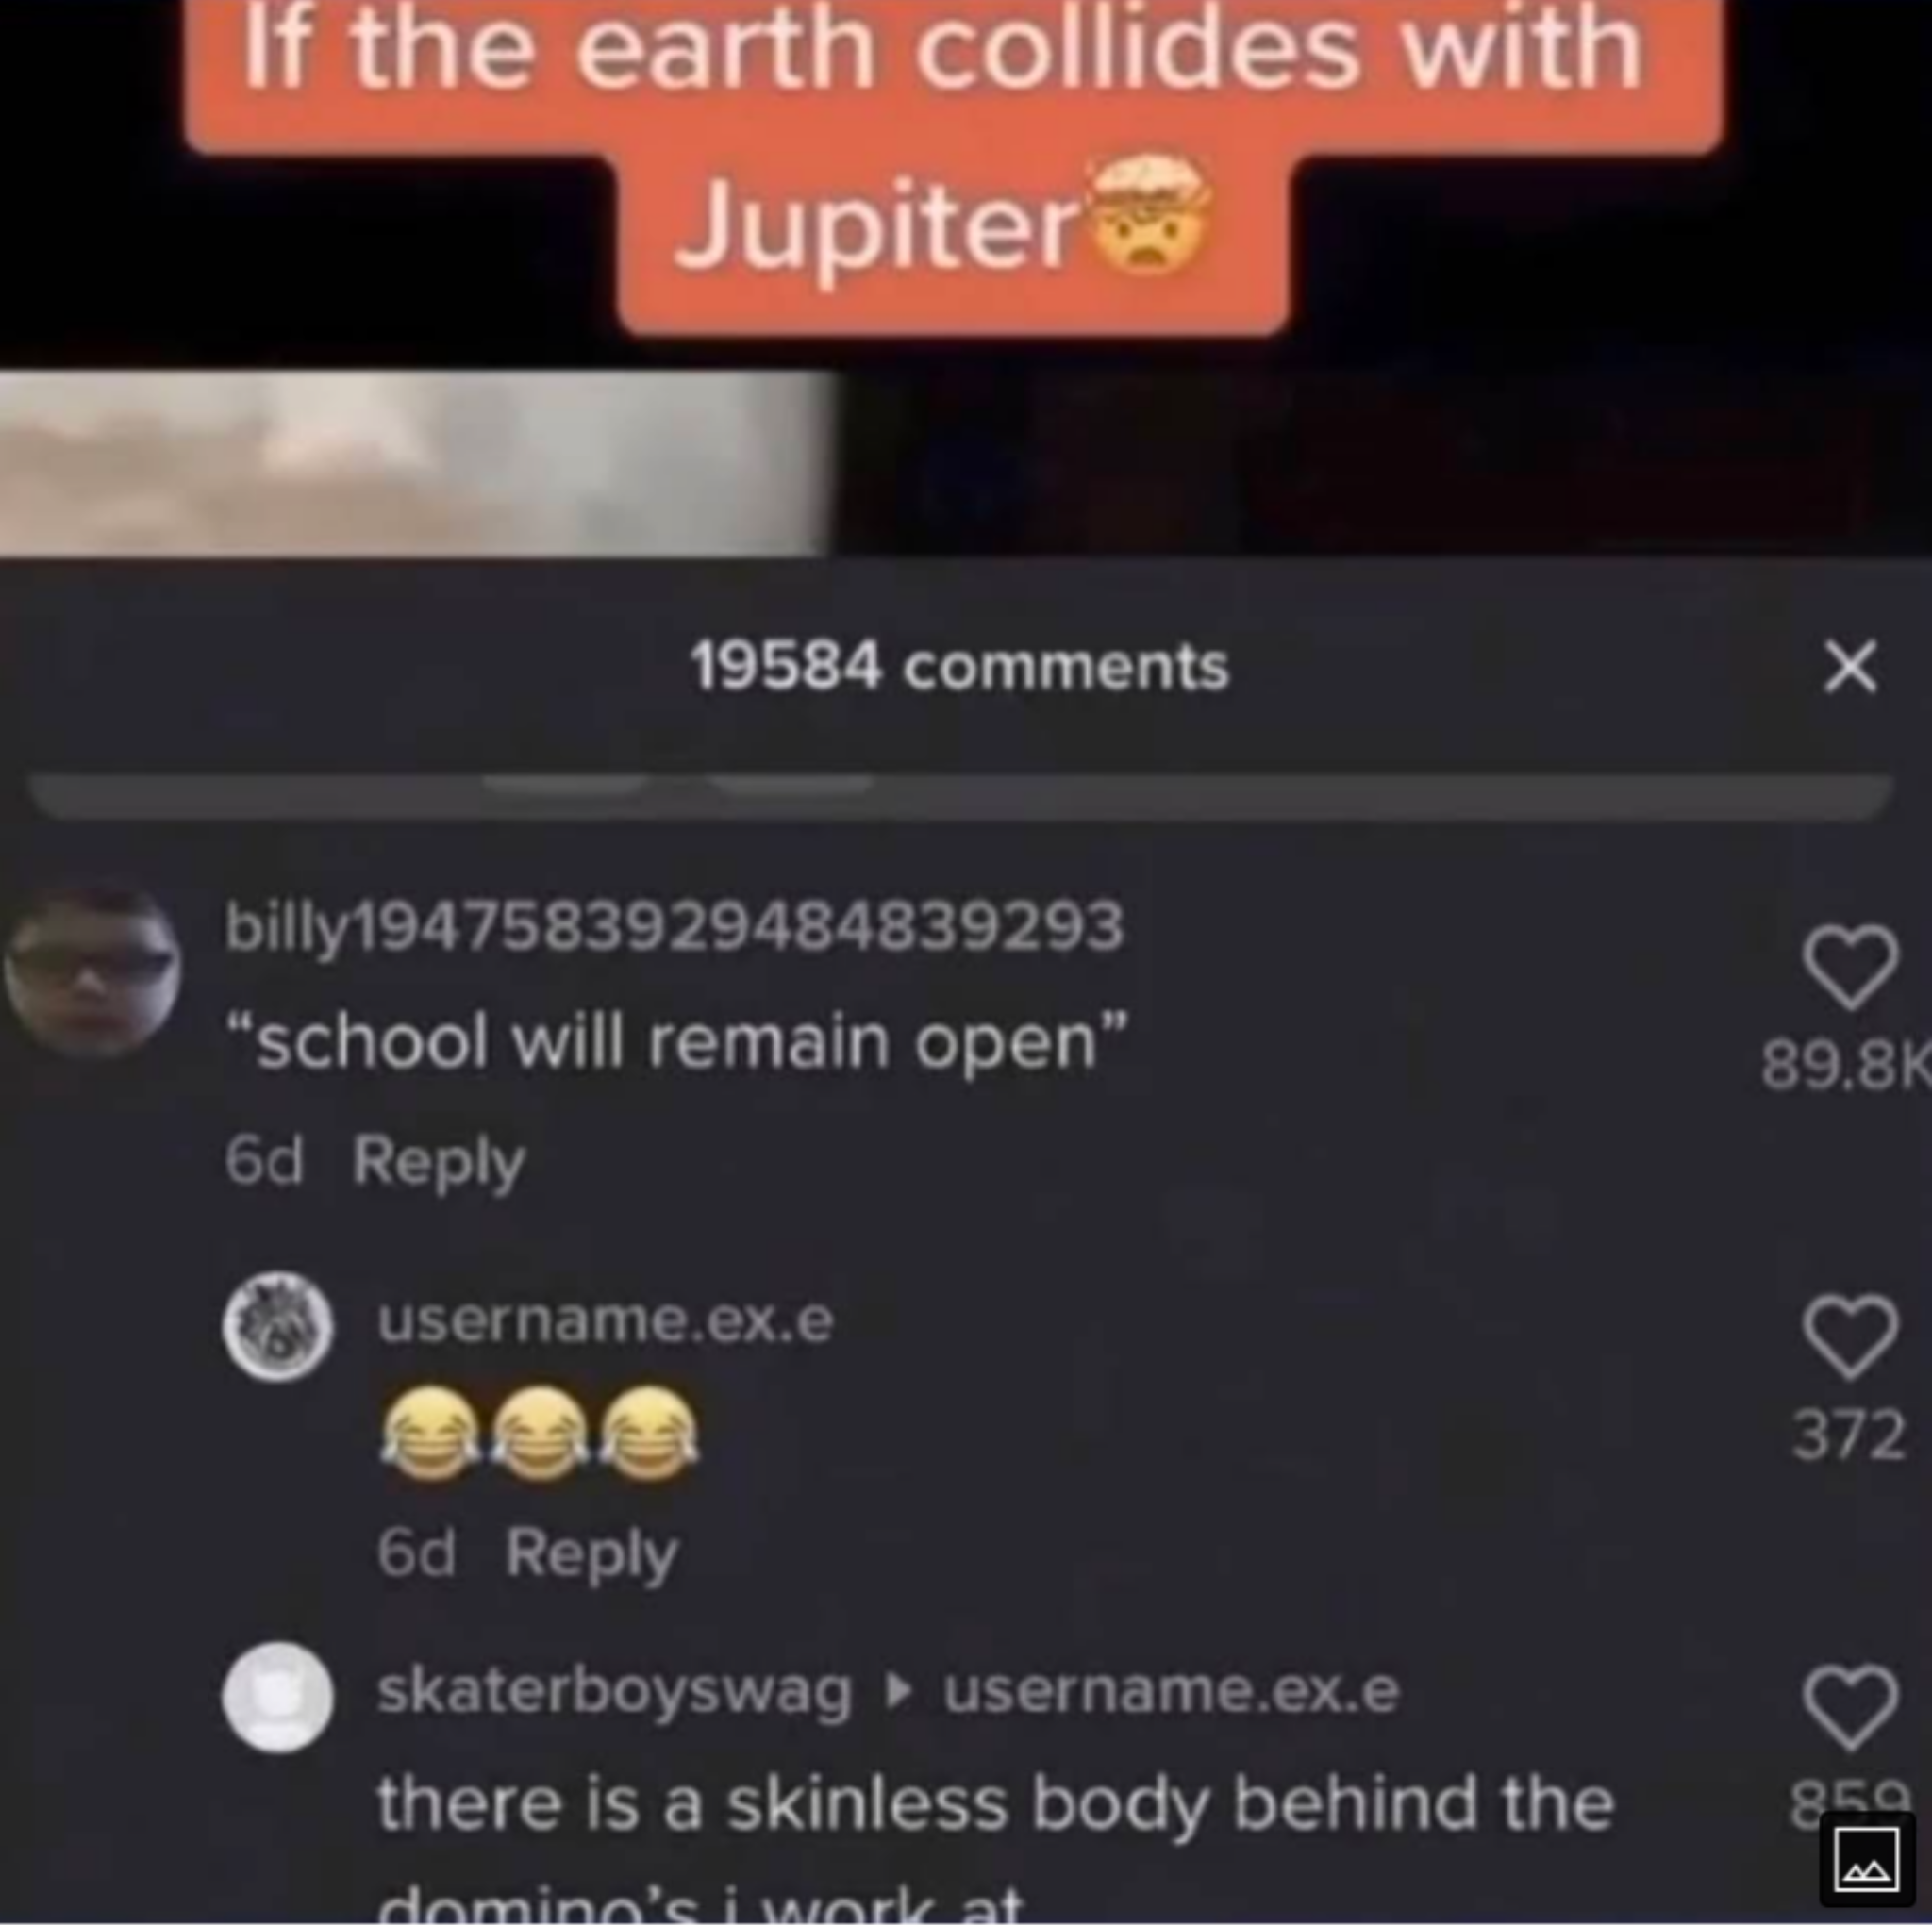 If the earth collides with
Jupiter🤯
19584 comments
billy1947583929484839293
“school will remain open”
89.8K
6d Reply
username.ex.e
😂😂😂
372
6d Reply
skaterboyswag ▸ username.ex.e
there is a skinless body behind the
859
domino’s i work at